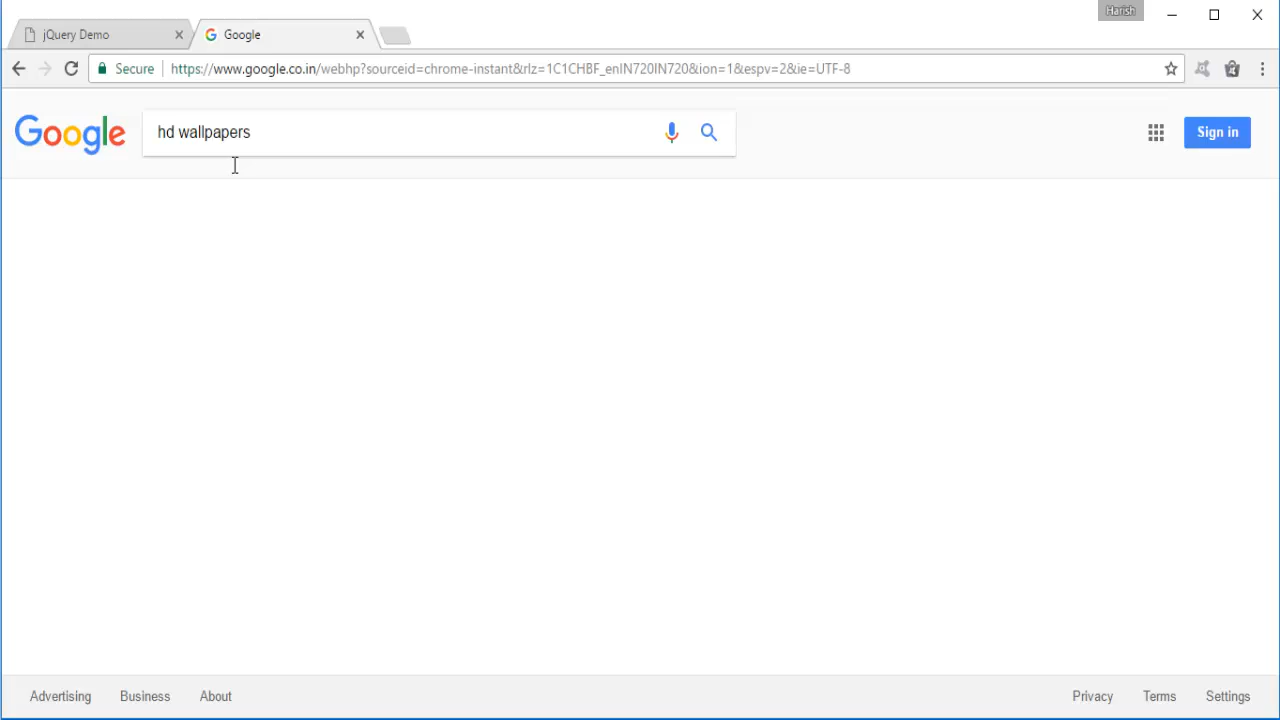 Harish
jQuery Demo
Google
Secure https://www.google.co.in/webhp?sourceid=chrome-instant&rlz=1C1CHBF_enIN720IN720&ion=1&espv=2&ie=UTF-8
Google hd wallpapers Sign in
Advertising Business About Privacy Terms Settings